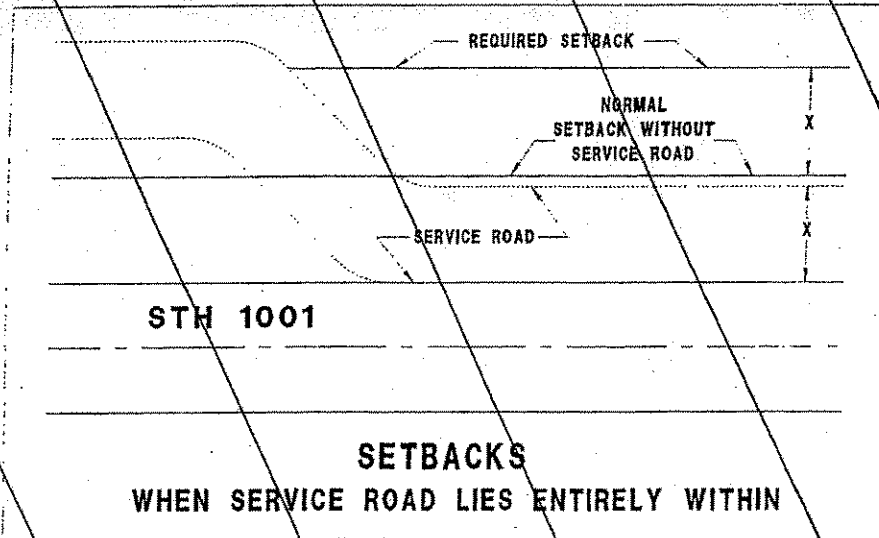 REQUIRED SETBACK
NORMAL
SETBACK WITHOUT
SERVICE ROAD
X
X
SERVICE ROAD
STH 1001
SETBACKS
WHEN SERVICE ROAD LIES ENTIRELY WITHIN